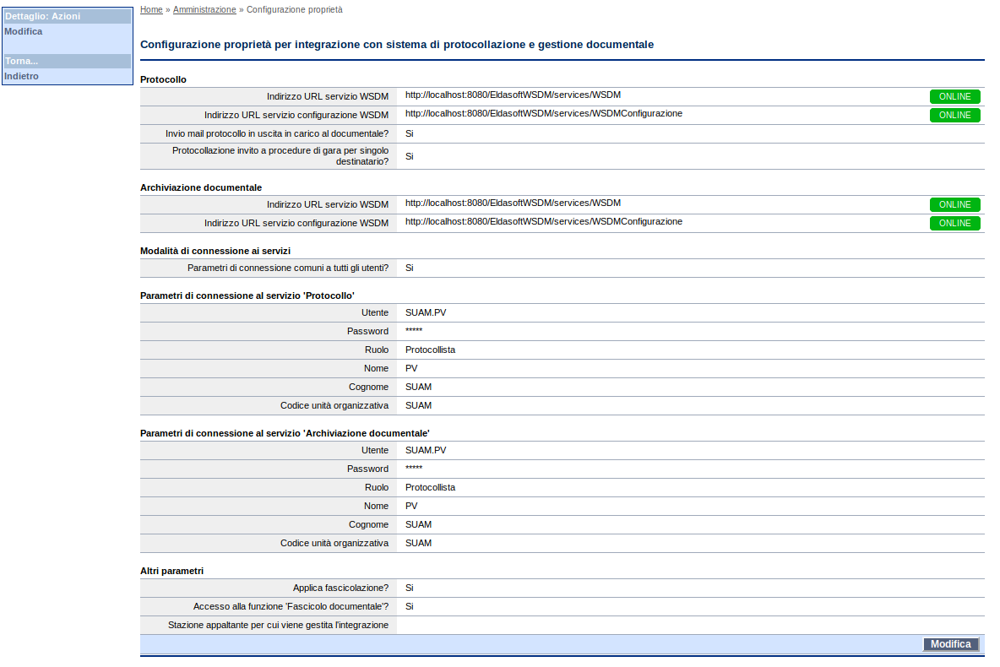 Dettaglio: Azioni
Modifica
Torna...
Indietro
Home » Amministrazione » Configurazione proprietà
Configurazione proprietà per integrazione con sistema di protocollazione e gestione documentale
Protocollo
Indirizzo URL servizio WSDM http://localhost:8080/EldasoftWSDM/services/WSDM ONLINE
Indirizzo URL servizio configurazione WSDM http://localhost:8080/EldasoftWSDM/services/WSDMConfigurazione ONLINE
Invio mail protocollo in uscita in carico al documentale? Si
Protocollazione invito a procedure di gara per singolo
destinatario? Si
Archiviazione documentale
Indirizzo URL servizio WSDM http://localhost:8080/EldasoftWSDM/services/WSDM ONLINE
Indirizzo URL servizio configurazione WSDM http://localhost:8080/EldasoftWSDM/services/WSDMConfigurazione ONLINE
Modalità di connessione ai servizi
Parametri di connessione comuni a tutti gli utenti? Si
Parametri di connessione al servizio 'Protocollo'
Utente SUAM.PV
Password *****
Ruolo Protocollista
Nome PV
Cognome SUAM
Codice unità organizzativa SUAM
Parametri di connessione al servizio 'Archiviazione documentale'
Utente SUAM.PV
Password *****
Ruolo Protocollista
Nome PV
Cognome SUAM
Codice unità organizzativa SUAM
Altri parametri
Applica fascicolazione? Si
Accesso alla funzione 'Fascicolo documentale'? Si
Stazione appaltante per cui viene gestita l'integrazione
Modifica